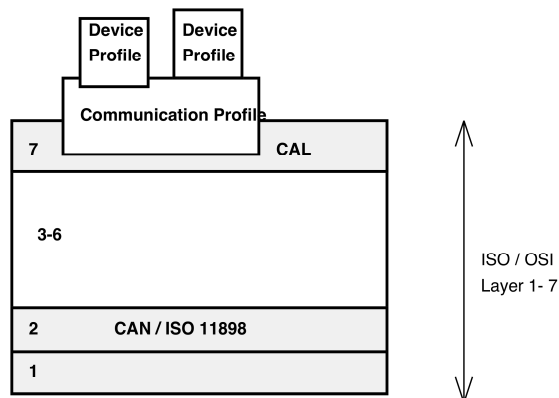 Device
Profile
Device
Profile
Communication Profile
7
CAL
3-6
ISO / OSI
Layer 1- 7
2
CAN / ISO 11898
1